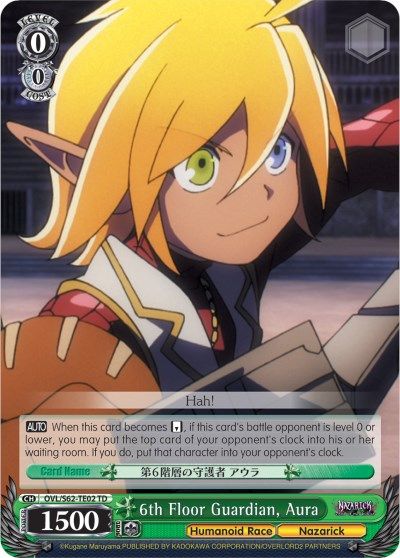 LEVEL
0
0
COST
Hah!
AUTO When this card becomes [,], if this card's battle opponent is level 0 or
lower, you may put the top card of your opponent's clock into his or her
waiting room. If you do, put that character into your opponent's clock.
Card Name 第6階層の守護者 アウラ
CH OVL/S62-TE02 TD
1500 6th Floor Guardian, Aura NAZARICK
Humanoid Race Nazarick
©Kugane Maruyama,PUBLISHED BY KADOKAWA CORPORATION/OVERLORD2 PARTNERS